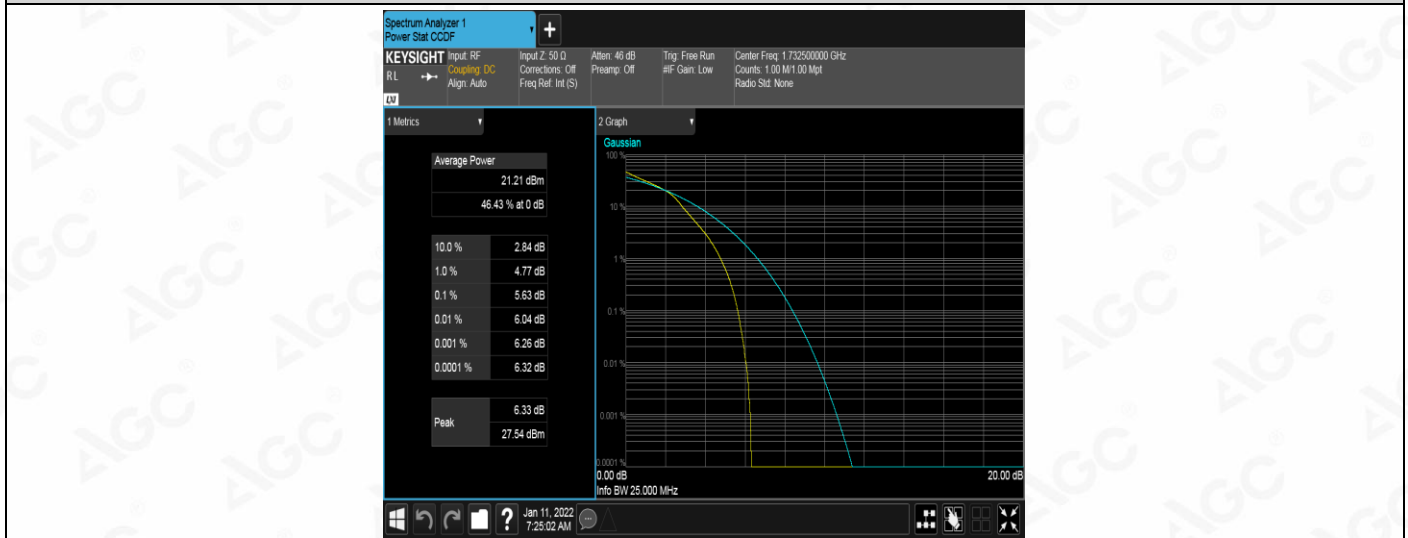 Spectrum Analyzer 1
Power Stat CCDF
+
KEYSIGHT
Input: RF
Input Z: 50 Ω
Atten: 46 dB
Trig: Free Run
Center Freq: 1.732500000 GHz
RL
Coupling: DC
Corrections: Off
Preamp: Off
#IF Gain: Low
Counts: 1.00 M/1.00 Mpt
Align: Auto
Freq Ref: Int (S)
Radio Std: None
LXI
1 Metrics
2 Graph
Gaussian
Average Power
21.21 dBm
46.43 % at 0 dB
10.0 % 2.84 dB
1.0 % 4.77 dB
0.1 % 5.63 dB
0.01 % 6.04 dB
0.001 % 6.26 dB
0.0001 % 6.32 dB
Peak
6.33 dB
27.54 dBm
100 %
10 %
1 %
0.1 %
0.01 %
0.001 %
0.0001 %
0.00 dB
20.00 dB
Info BW 25.000 MHz
?
Jan 11, 2022
7:25:02 AM
AGC